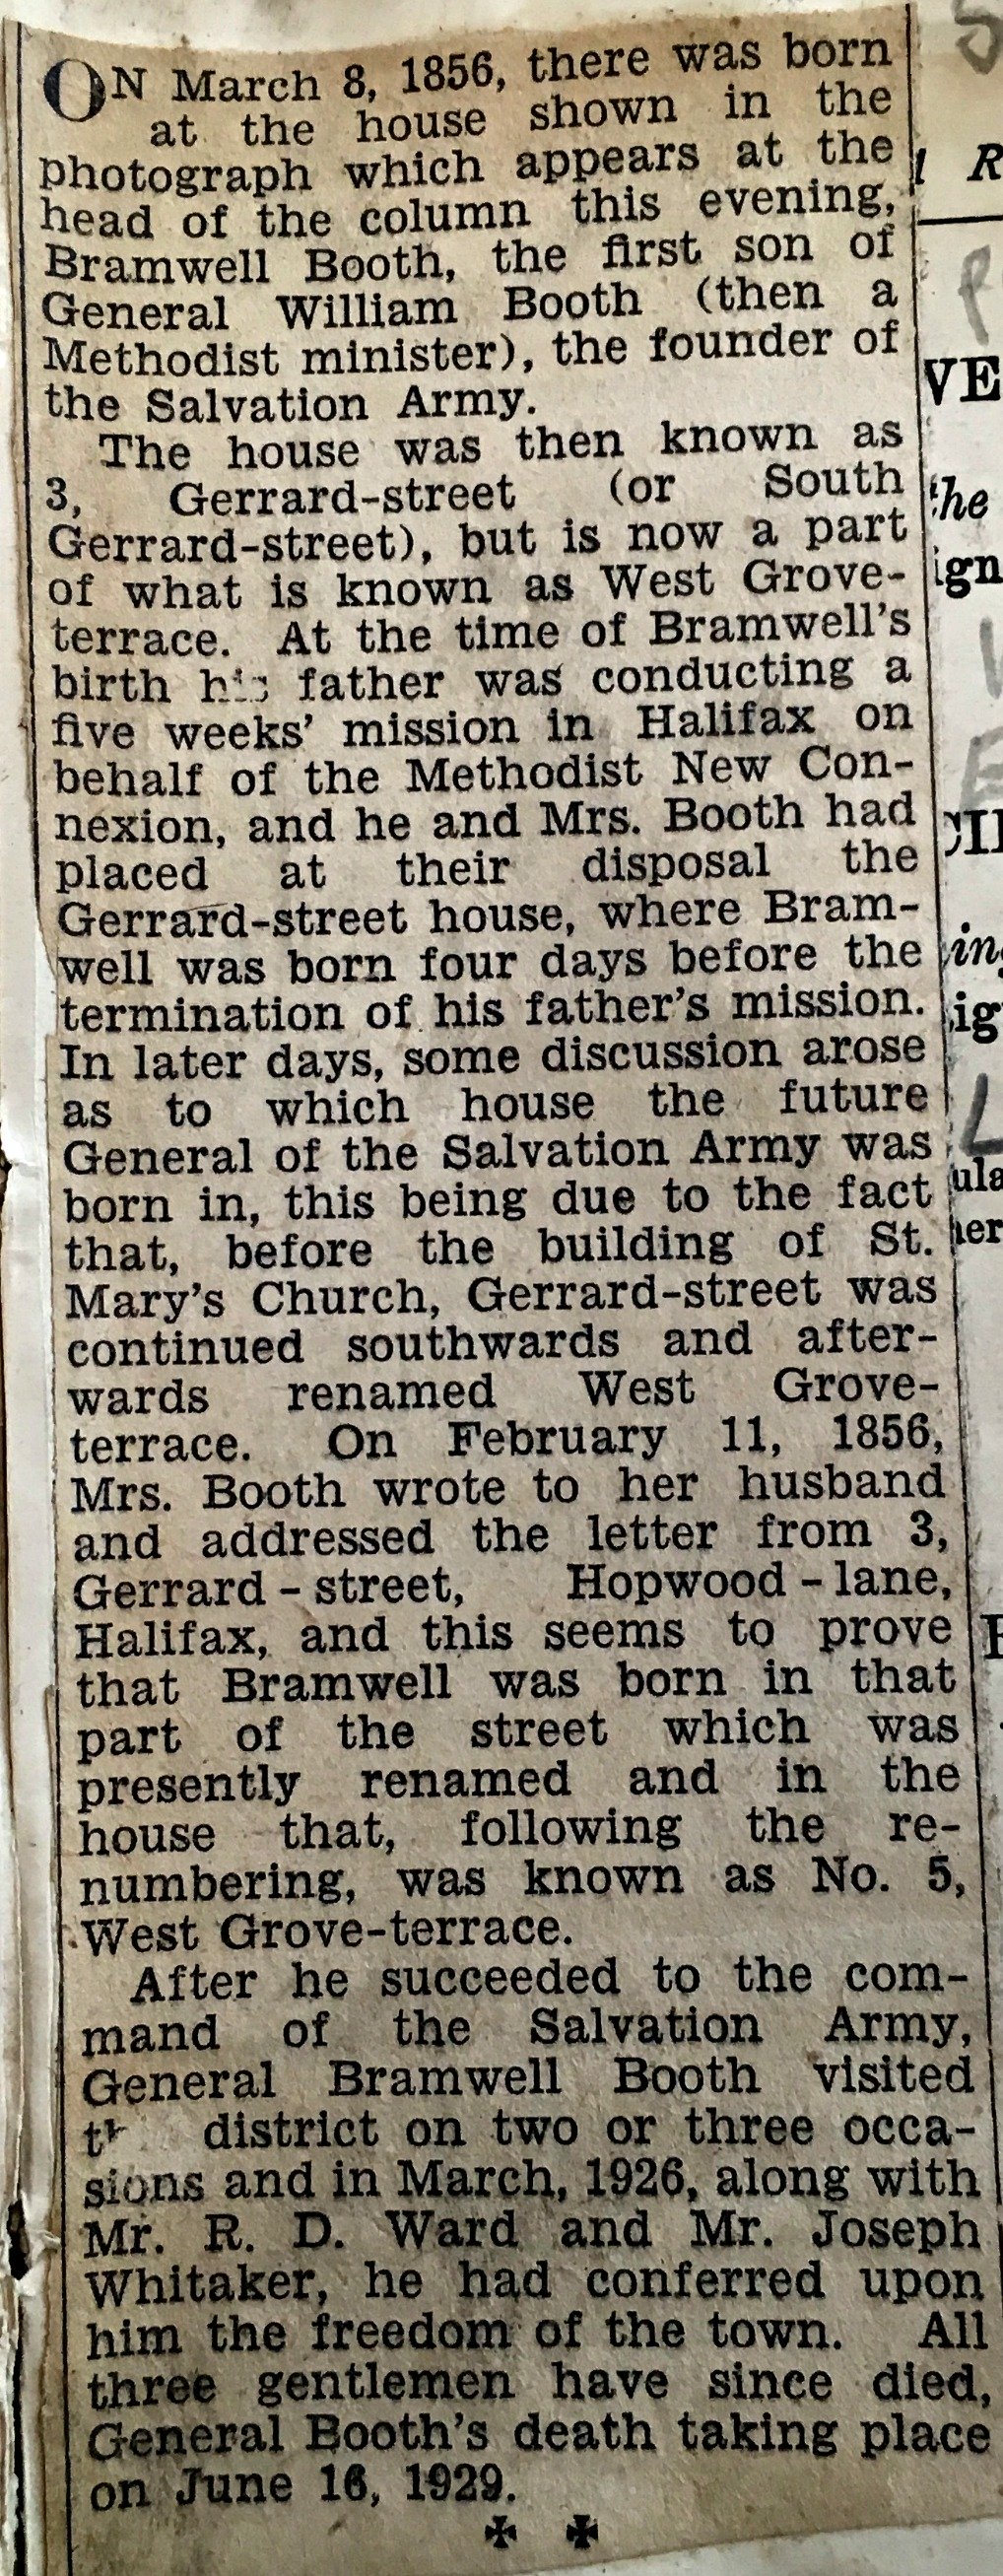 ON March 8, 1856, there was born
at the house shown in the
photograph which appears at the
head of the column this evening,
Bramwell Booth, the first son of
General William Booth (then a
Methodist minister), the founder of
the Salvation Army.
The house was then known as
3, Gerrard-street (or South
Gerrard-street), but is now a part
of what is known as West Grove-
terrace. At the time of Bramwell's
birth his father was conducting a
five weeks' mission in Halifax on
behalf of the Methodist New Con-
nexion, and he and Mrs. Booth had
placed at their disposal the
Gerrard-street house, where Bram-
well was born four days before the
termination of his father's mission.
In later days, some discussion arose
as to which house the future
General of the Salvation Army was
born in, this being due to the fact
that, before the building of St.
Mary's Church, Gerrard-street was
continued southwards and after-
wards renamed West Grove-
terrace. On February 11, 1856,
Mrs. Booth wrote to her husband
and addressed the letter from 3,
Gerrard-street, Hopwood-lane,
Halifax, and this seems to prove
that Bramwell was born in that
part of the street which was
presently renamed and in the
house that, following the re-
numbering, was known as No. 5,
West Grove-terrace.
After he succeeded to the com-
mand of the Salvation Army,
General Bramwell Booth visited
district on two or three occa-
sions and in March, 1926, along with
Mr. R. D. Ward and Mr. Joseph
Whitaker, he had conferred upon
him the freedom of the town. All
three gentlemen have since died,
General Booth's death taking place
on June 16, 1929.